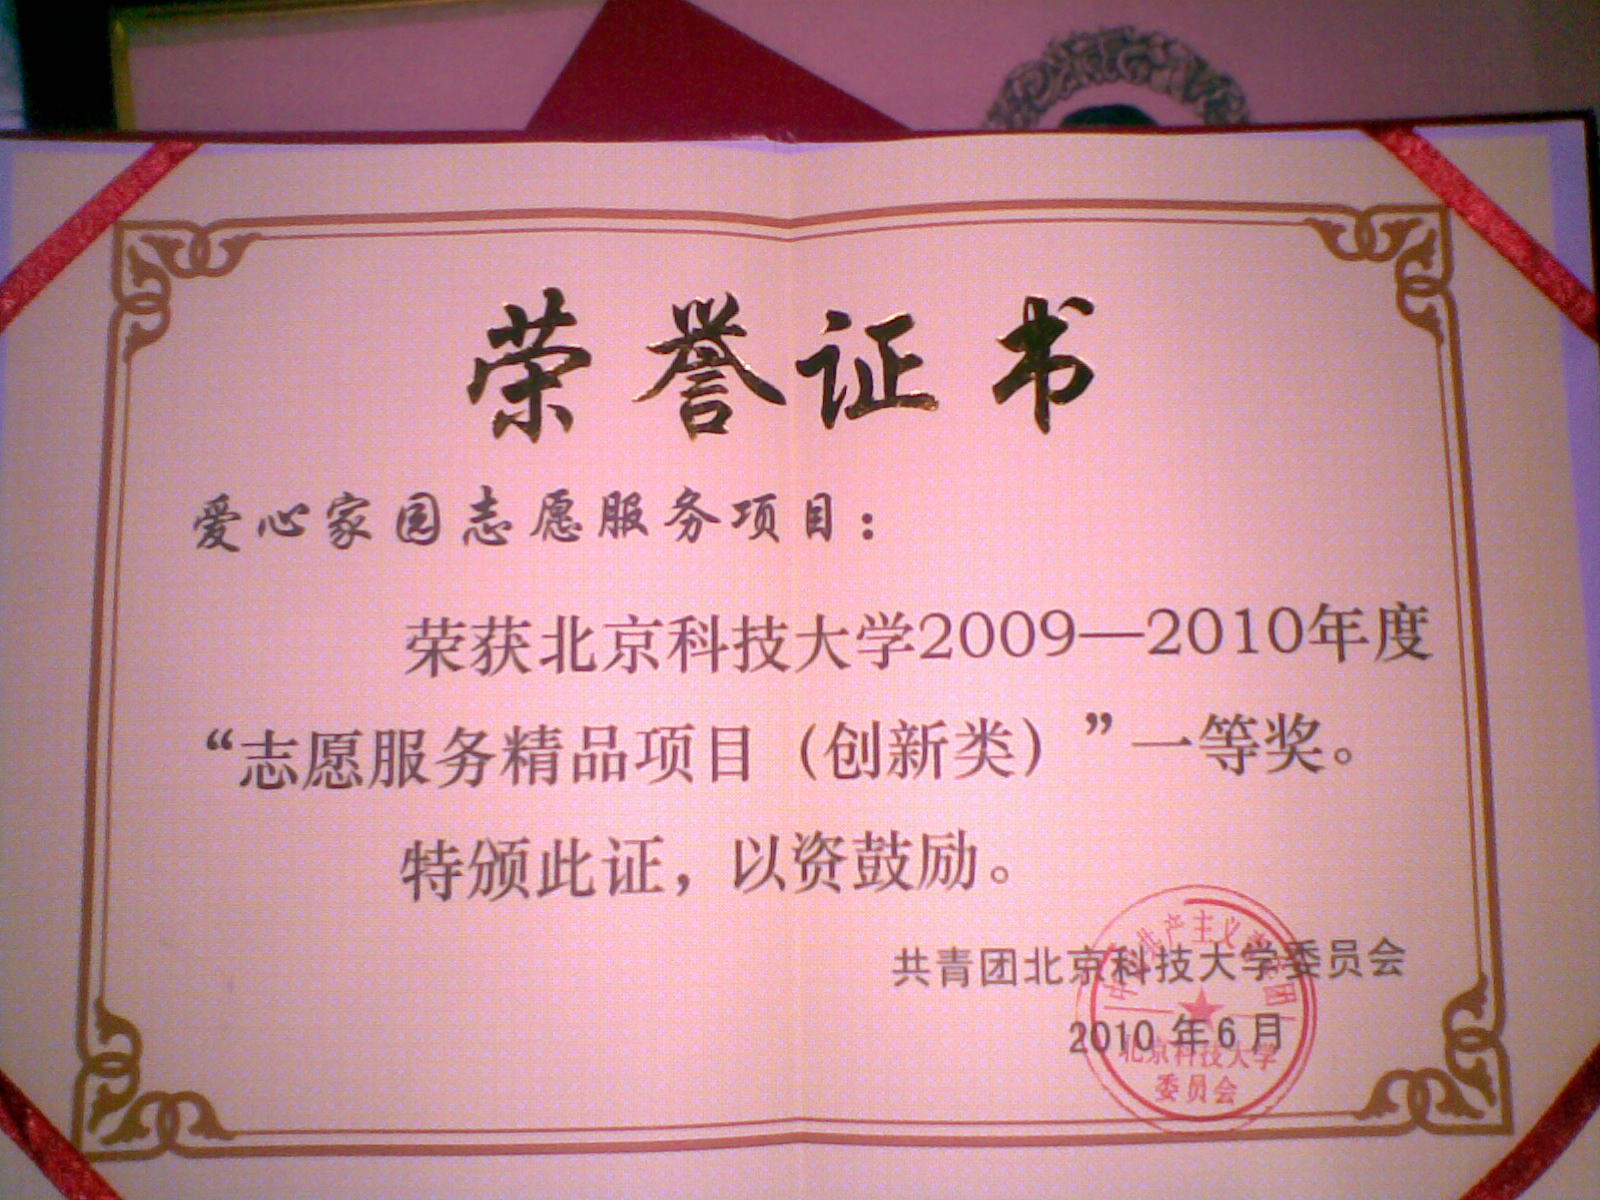 荣誉证书
爱心家园志愿服务项目：
荣获北京科技大学2009—2010年度
“志愿服务精品项目（创新类）”一等奖。
特颁此证，以资鼓励。
共青团北京科技大学委员会
2010 年 6 月
北京科技大学
委员会